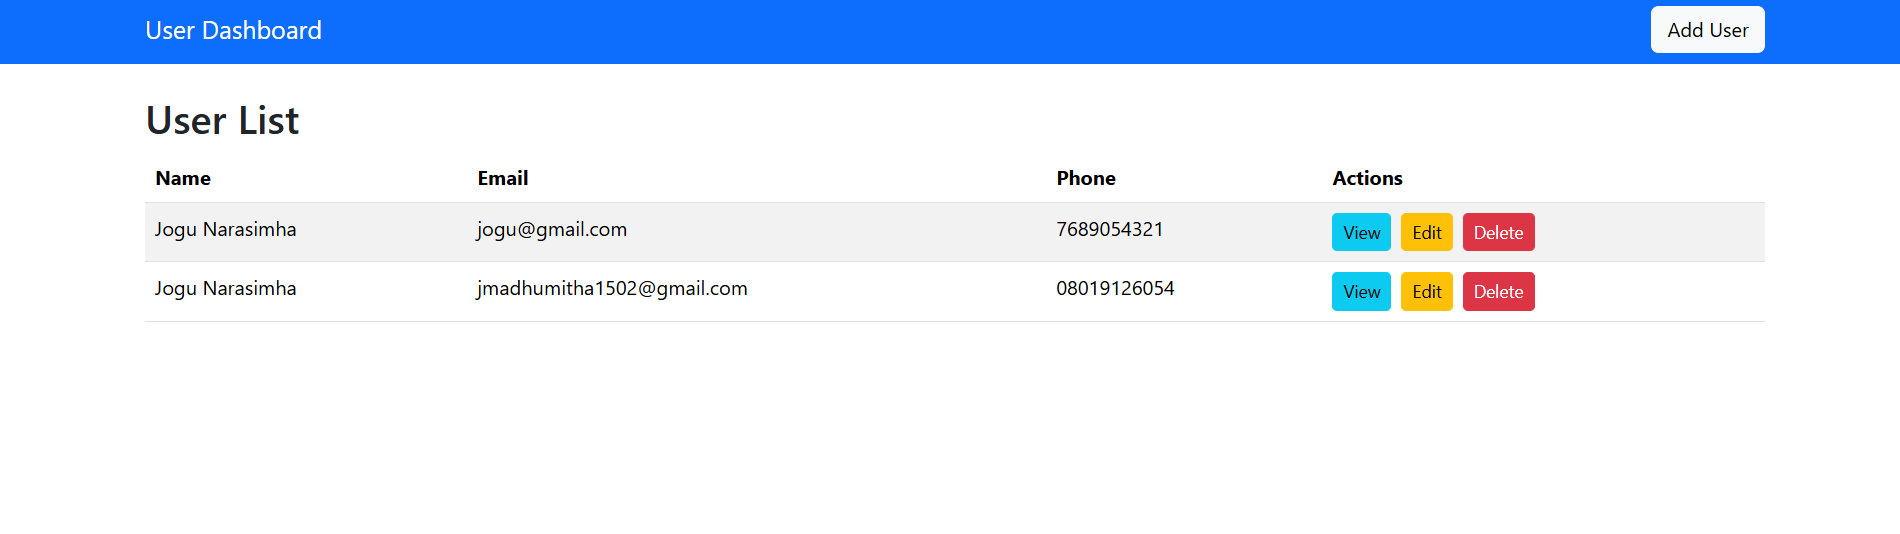 User Dashboard Add User
User List
Name Email Phone Actions
Jogu Narasimha jogu@gmail.com 7689054321 View Edit Delete
Jogu Narasimha jmadhumitha1502@gmail.com 08019126054 View Edit Delete